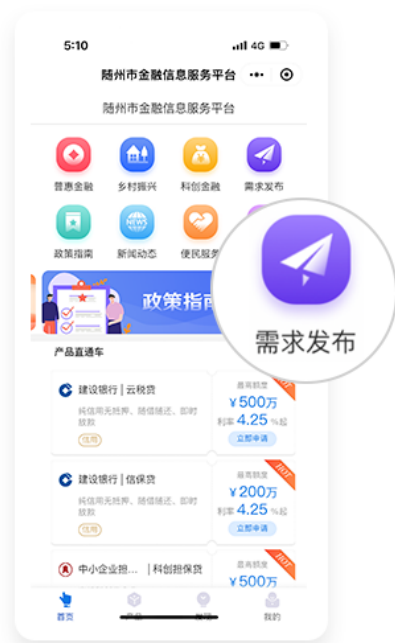 5:10
4G
随州市金融信息服务平台
随州市金融信息服务平台
普惠金融 乡村振兴 科创金融 需求发布
NEWS
政策指南 新闻动态 便民服务
政策指南
需求发布
产品直通车
建设银行 | 云税贷
纯信用无抵押、随借随还、即时
放款
信用
HOT
最高额度
¥500万
利率 4.25 %起
立即申请
建设银行 | 信保贷
纯信用无抵押、随借随还、即时
放款
信用
HOT
最高额度
¥200万
利率 4.25 %起
立即申请
中小企业担... | 科创担保贷
HOT
最高额度
¥500万
首页 我的